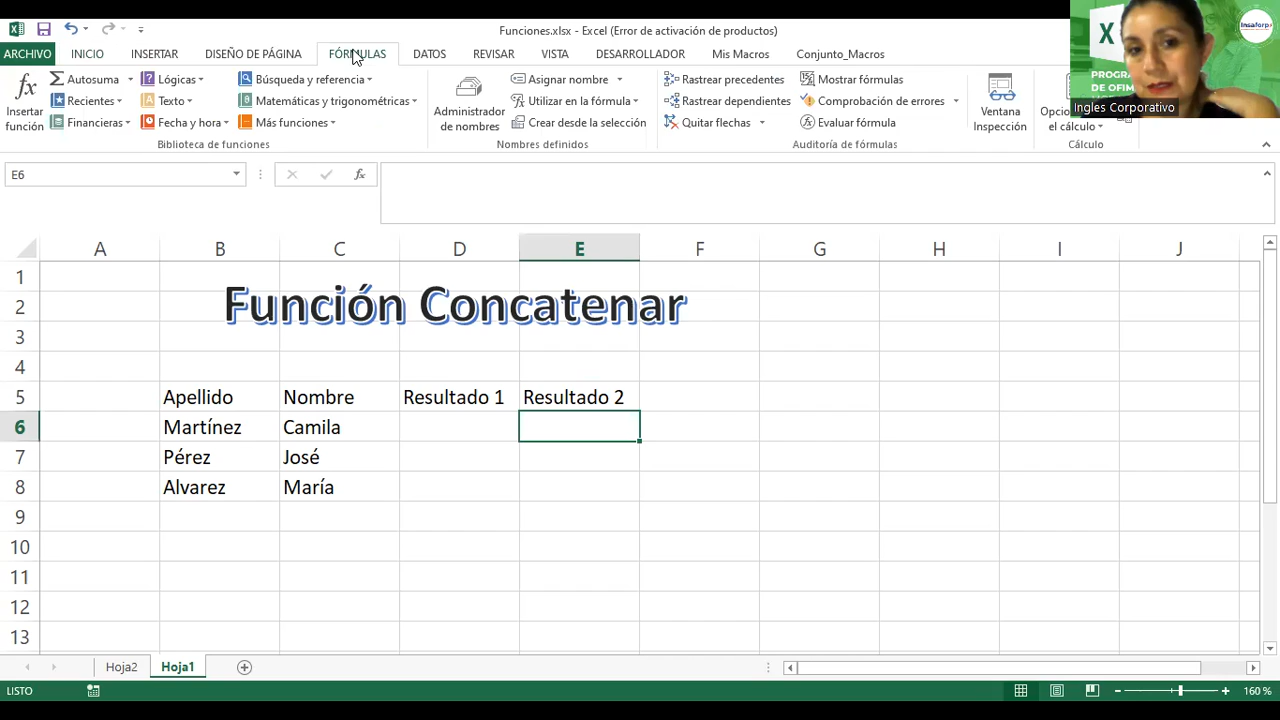 Funciones.xlsx - Excel (Error de activación de productos)
ARCHIVO INICIO INSERTAR DISEÑO DE PÁGINA FÓRMULAS DATOS REVISAR VISTA DESARROLLADOR Mis Macros Conjunto_Macros
fx Insertar función
Autosuma
Recientes
Financieras
Lógicas
Texto
Fecha y hora
Búsqueda y referencia
Matemáticas y trigonométricas
Más funciones
Biblioteca de funciones
Administrador de nombres
Asignar nombre
Utilizar en la fórmula
Crear desde la selección
Nombres definidos
Rastrear precedentes
Rastrear dependientes
Quitar flechas
Mostrar fórmulas
Comprobación de errores
Evaluar fórmula
Auditoría de fórmulas
Ventana Inspección
el cálculo
Cálculo
X
Insaforp
DE OFIM
Ingles Corporativo
E6
fx
A B C D E F G H I J
1
2 Función Concatenar
3
4
5 Apellido Nombre Resultado 1 Resultado 2
6 Martínez Camila
7 Pérez José
8 Alvarez María
9
10
11
12
13
Hoja2 Hoja1
LISTO
160 %